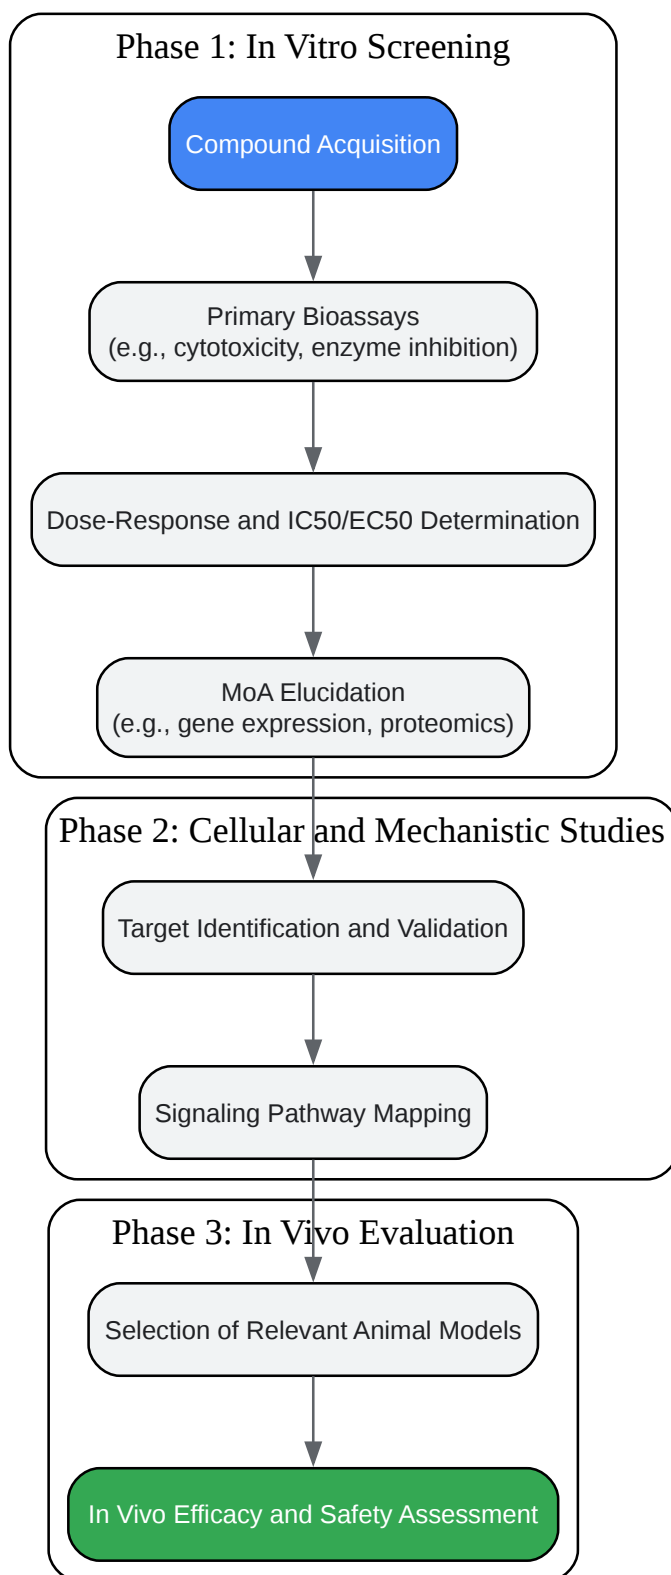 Phase 1: In Vitro Screening
Compound Acquisition
Primary Bioassays
(e.g., cytotoxicity, enzyme inhibition)
Dose-Response and IC50/EC50 Determination
MoA Elucidation
(e.g., gene expression, proteomics)
Phase 2: Cellular and Mechanistic Studies
Target Identification and Validation
Signaling Pathway Mapping
Phase 3: In Vivo Evaluation
Selection of Relevant Animal Models
In Vivo Efficacy and Safety Assessment